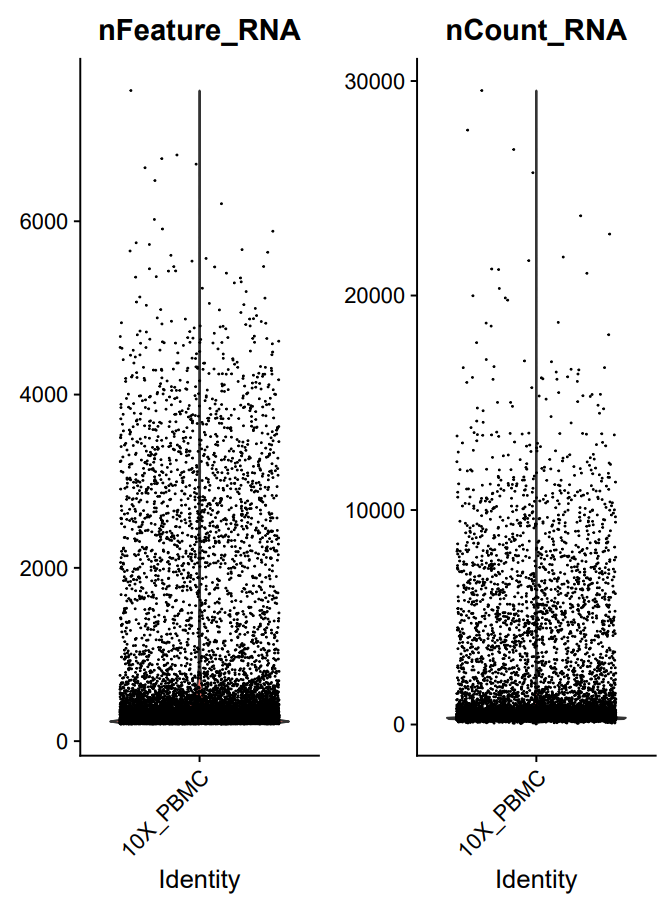 nFeature_RNA
6000
4000
2000
0
10X_PBMC
Identity
nCount_RNA
30000
20000
10000
0
10X_PBMC
Identity